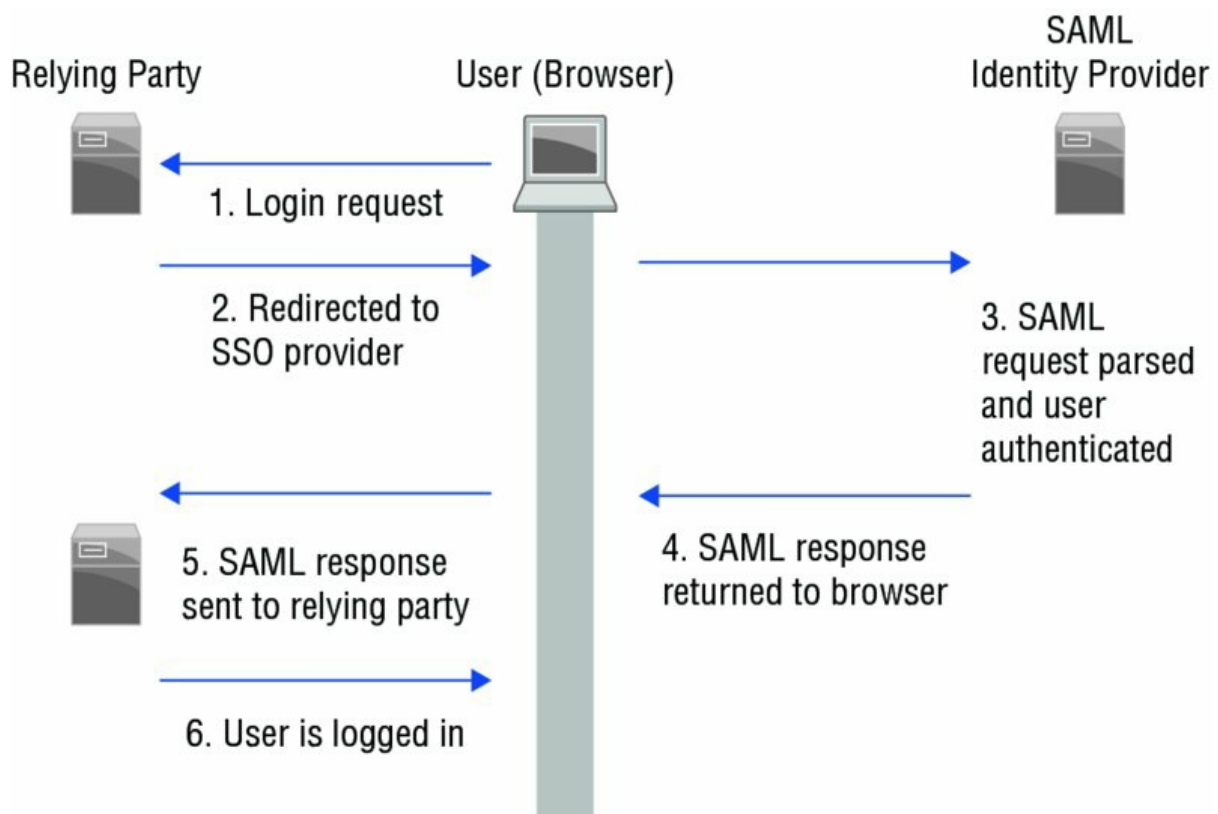 SAML
Relying Party
User (Browser)
Identity Provider
1. Login request
2. Redirected to
SSO provider
3. SAML
request parsed
and user
authenticated
4. SAML response
returned to browser
5. SAML response
sent to relying party
6. User is logged in